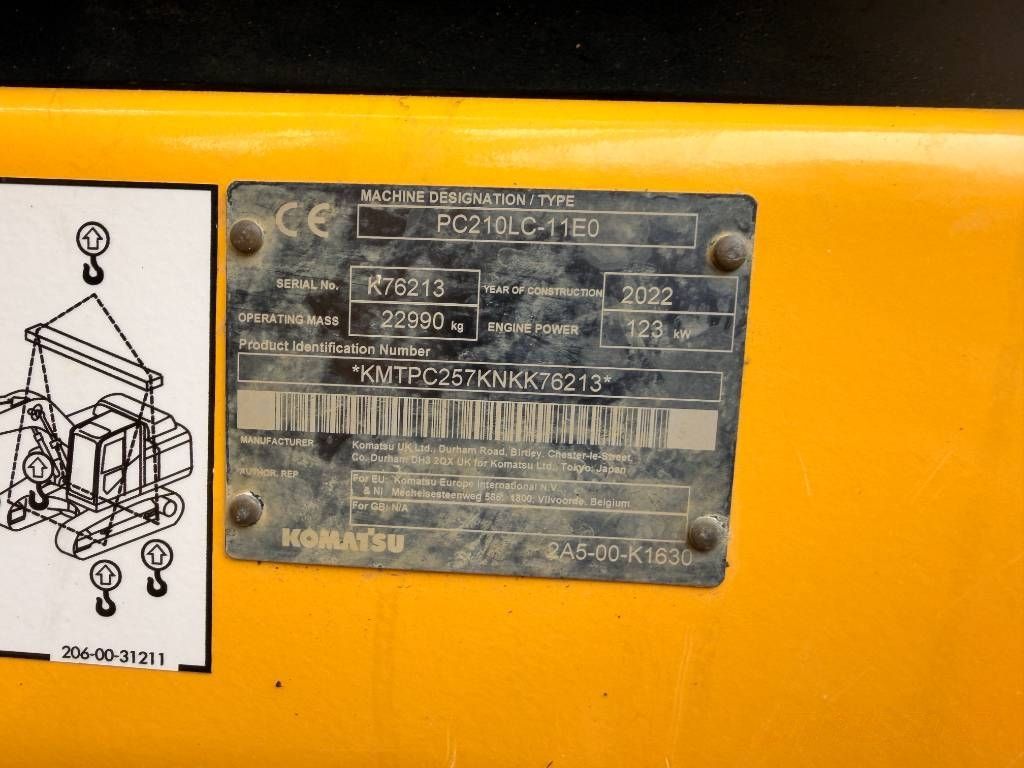 CE
MACHINE DESIGNATION / TYPE
PC210LC-11E0
SERIAL No. K76213 YEAR OF CONSTRUCTION 2022
OPERATING MASS 22990 kg ENGINE POWER 123 kW
Product Identification Number
*KMTPC257KNKK76213*
MANUFACTURER Komatsu UK Ltd., Durham Road, Birtley, Chester-le-Street,
Co. Durham DH3 2QX UK for Komatsu Ltd., Tokyo, Japan
AUTHOR. REP For EU: Komatsu Europe International N.V.
& NI Mechelsesteenweg 586, 1800, Vilvoorde, Belgium
For GB: N/A
KOMATSU 2A5-00-K1630
206-00-31211